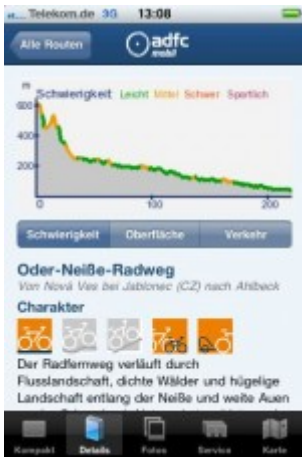 Telekom.de 3G 13:08
Alle Routen
adfc
mobil
m
Schwierigkeit: Leicht Mittel Schwer Sportlich
600
400
200
0 100 200
Schwierigkeit Oberfläche Verkehr
Oder-Neiße-Radweg
Von Nová Ves bei Jablonec (CZ) nach Ahlbeck
Charakter
Der Radfernweg verläuft durch
Flusslandschaft, dichte Wälder und hügelige
Landschaft entlang der Neiße und weite Auen
Kompakt Details Fotos Service Karte